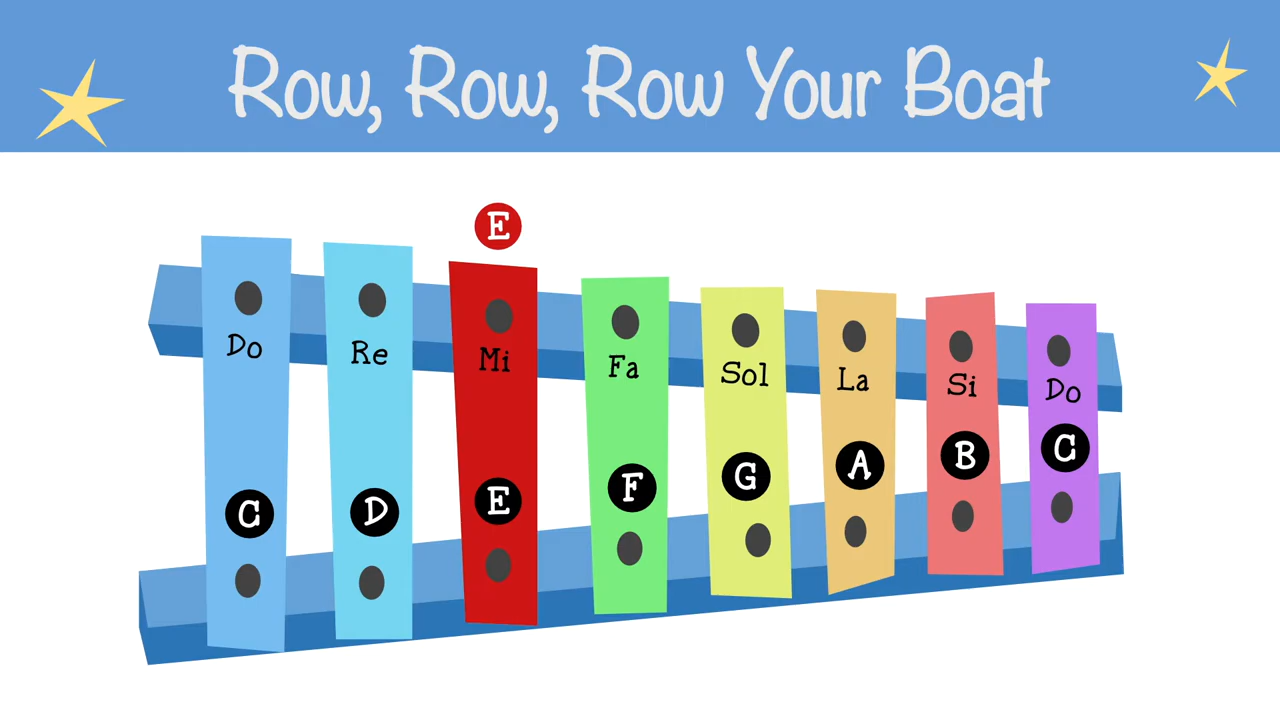 Row, Row, Row Your Boat
E
Do Re Mi Fa Sol La Si Do
C D E F G A B C